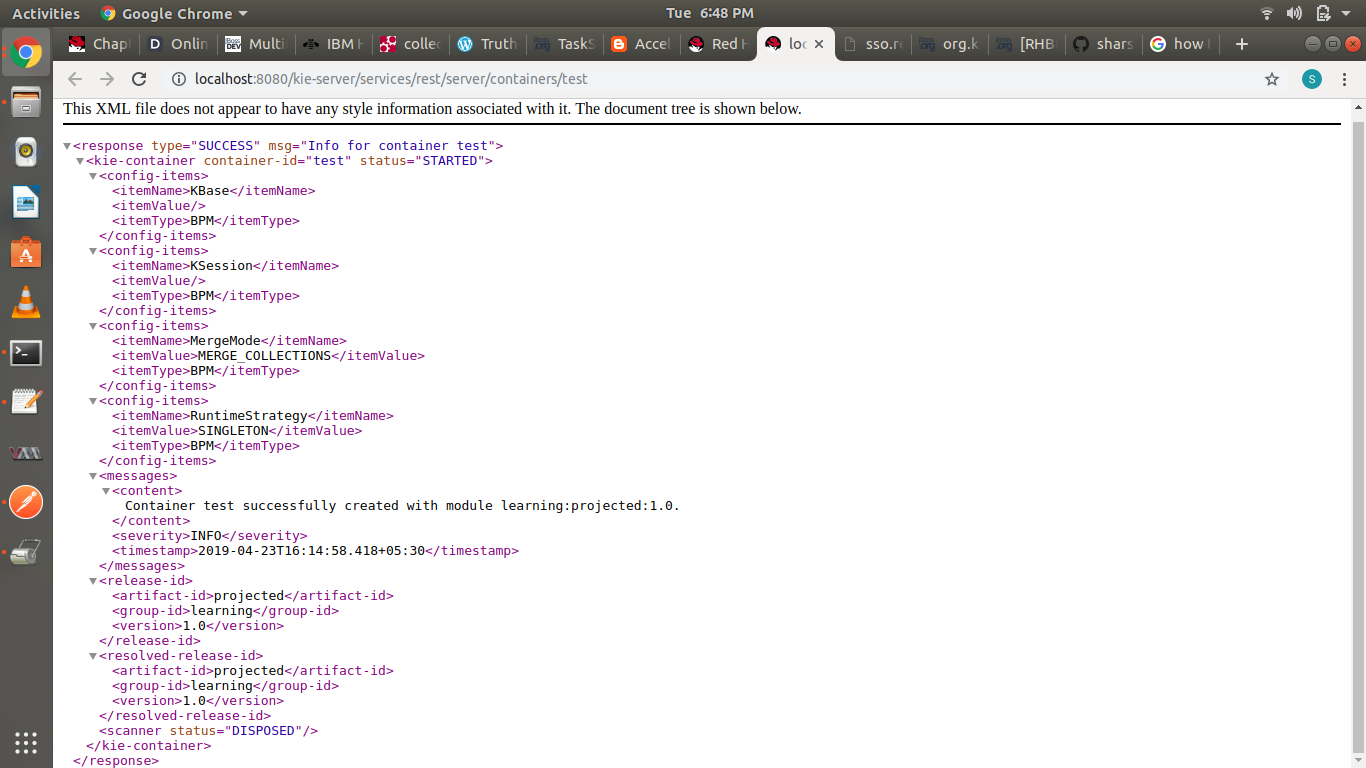 Activities
Google Chrome
Tue 6:48 PM
Chap
Onlin
Multi
IBM
collec
Truth
TaskS
Accel
Red H
loc
sso.re
org.k
[RHB
shars
how
localhost:8080/kie-server/services/rest/server/containers/test
S
This XML file does not appear to have any style information associated with it. The document tree is shown below.
<response type="SUCCESS" msg="Info for container test">
<kie-container container-id="test" status="STARTED">
<config-items>
<itemName>KBase</itemName>
<itemValue/>
<itemType>BPM</itemType>
</config-items>
<config-items>
<itemName>KSession</itemName>
<itemValue/>
<itemType>BPM</itemType>
</config-items>
<config-items>
<itemName>MergeMode</itemName>
<itemValue>MERGE_COLLECTIONS</itemValue>
<itemType>BPM</itemType>
</config-items>
<config-items>
<itemName>RuntimeStrategy</itemName>
<itemValue>SINGLETON</itemValue>
<itemType>BPM</itemType>
</config-items>
<messages>
<content>
Container test successfully created with module learning:projected:1.0.
</content>
<severity>INFO</severity>
<timestamp>2019-04-23T16:14:58.418+05:30</timestamp>
</messages>
<release-id>
<artifact-id>projected</artifact-id>
<group-id>learning</group-id>
<version>1.0</version>
</release-id>
<resolved-release-id>
<artifact-id>projected</artifact-id>
<group-id>learning</group-id>
<version>1.0</version>
</resolved-release-id>
<scanner status="DISPOSED"/>
</kie-container>
</response>